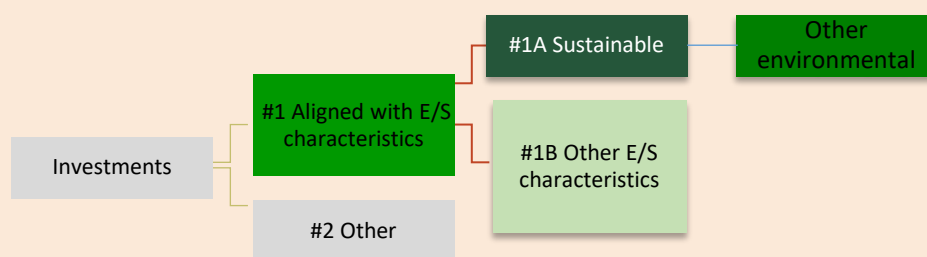 Investments
#1 Aligned with E/S
characteristics
#2 Other
#1A Sustainable
#1B Other E/S
characteristics
Other
environmental